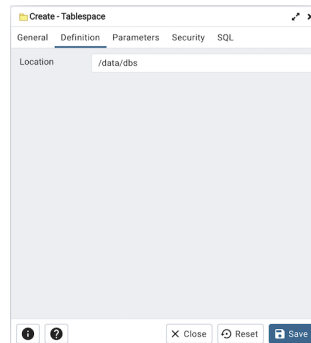 Create - Tablespace
General Definition Parameters Security SQL
Location /data/dbs
Close Reset Save